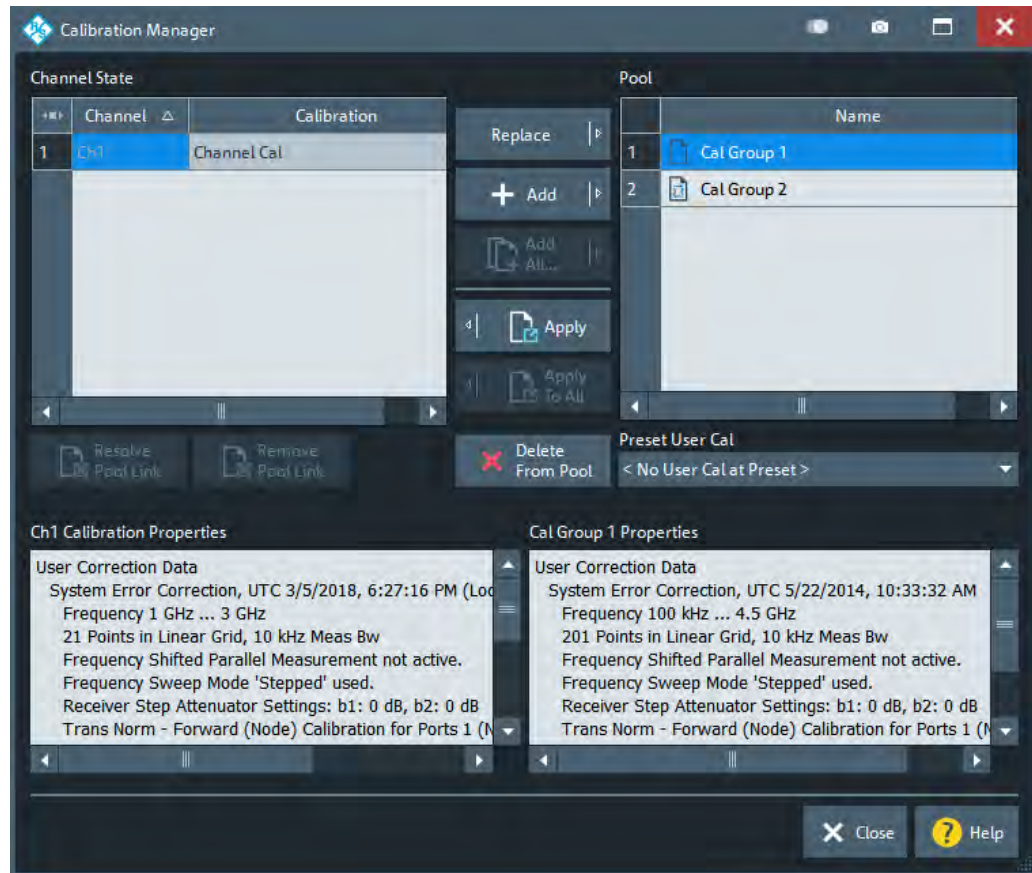 Calibration Manager
Channel State
Channel
Calibration
1
Ch1
Channel Cal
Replace
Add
Add
All...
Apply
Apply
To All
Delete
From Pool
Resolve
Pool Link
Remove
Pool Link
Pool
Name
1
Cal Group 1
2
Cal Group 2
Preset User Cal
< No User Cal at Preset >
Ch1 Calibration Properties
User Correction Data
System Error Correction, UTC 3/5/2018, 6:27:16 PM (Loc
Frequency 1 GHz ... 3 GHz
21 Points in Linear Grid, 10 kHz Meas Bw
Frequency Shifted Parallel Measurement not active.
Frequency Sweep Mode 'Stepped' used.
Receiver Step Attenuator Settings: b1: 0 dB, b2: 0 dB
Trans Norm - Forward (Node) Calibration for Ports 1 (N
Cal Group 1 Properties
User Correction Data
System Error Correction, UTC 5/22/2014, 10:33:32 AM
Frequency 100 kHz ... 4.5 GHz
201 Points in Linear Grid, 10 kHz Meas Bw
Frequency Shifted Parallel Measurement not active.
Frequency Sweep Mode 'Stepped' used.
Receiver Step Attenuator Settings: b1: 0 dB, b2: 0 dB
Trans Norm - Forward (Node) Calibration for Ports 1 (N
Close
Help